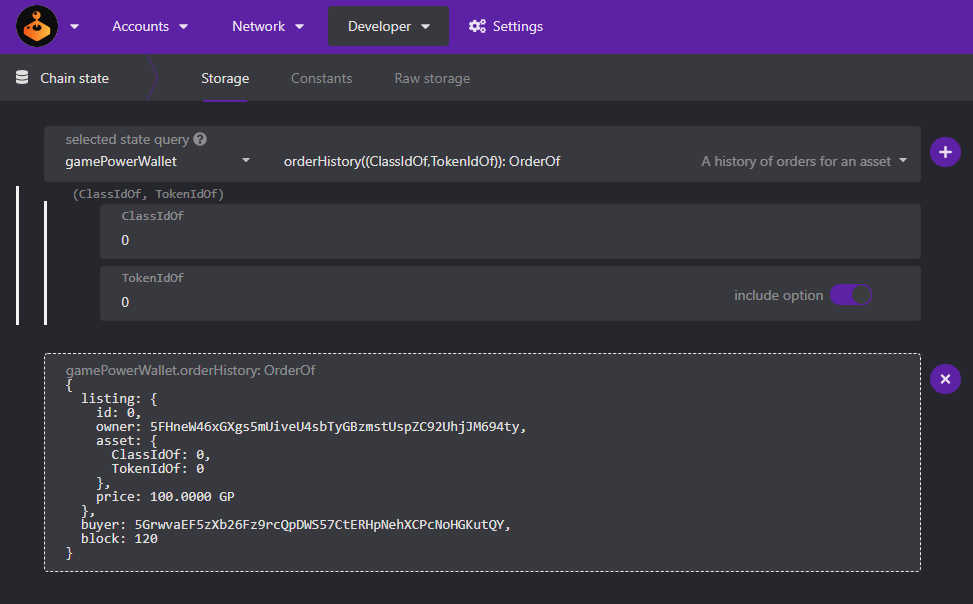 Accounts Network Developer Settings
Chain state Storage Constants Raw storage
selected state query ?
gamePowerWallet orderHistory((ClassIdOf,TokenIdOf)): OrderOf A history of orders for an asset
(ClassIdOf, TokenIdOf)
ClassIdOf
0
TokenIdOf
0 include option
gamePowerWallet.orderHistory: OrderOf
{
listing: {
id: 0,
owner: 5FHneW46xGXgs5mUiveU4sbTyGBzmstUspZC92UhjJM694ty,
asset: {
ClassIdOf: 0,
TokenIdOf: 0
},
price: 100.0000 GP
},
buyer: 5GrwvaEF5zXb26Fz9rcQpDWS57CtERHpNehXCPcNoHGKutQY,
block: 120
}